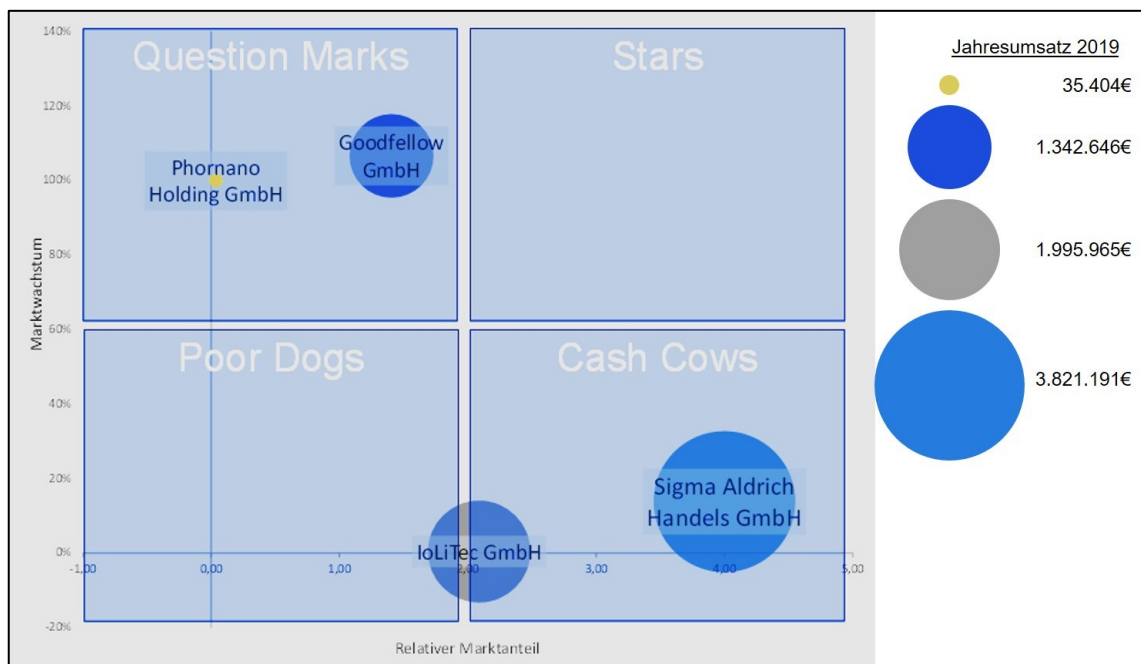 140%
Question Marks
Stars
Jahresumsatz 2019
35.404€
120%
Goodfellow
GmbH
1.342.646€
Phornano
Holding GmbH
100%
80%
1.995.965€
Marktwachstum
60%
Poor Dogs
Cash Cows
3.821.191€
40%
20%
Sigma Aldrich
Handels GmbH
IoLiTec GmbH
0%
-1,00
0,00
1,00
2,00
3,00
4,00
5,00
-20%
Relativer Marktanteil